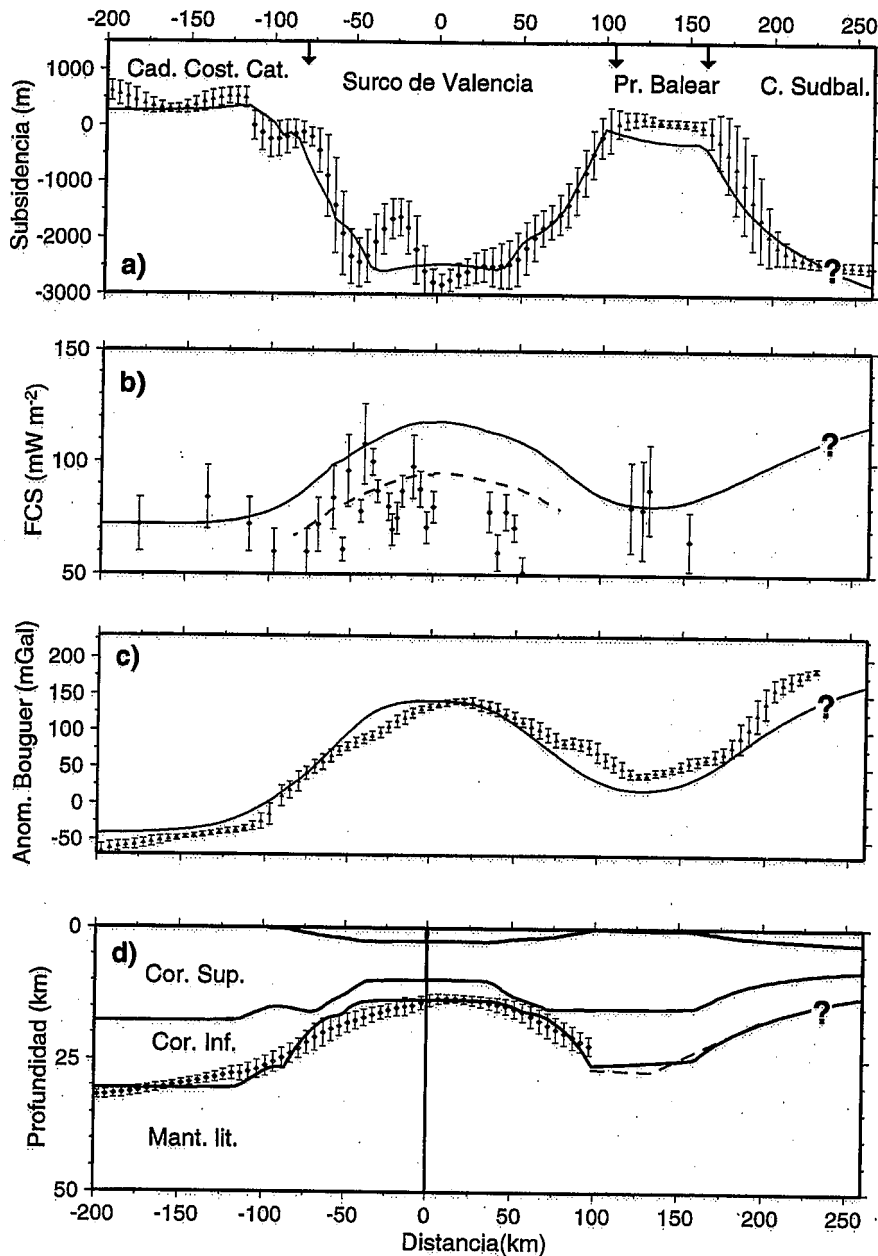 -200 -150 -100 -50 0 50 100 150 200 250
Cad. Cost. Cat.
Surco de Valencia
Pr. Balear
C. Sudbal.
Subsidencia (m)
1000
0
-1000
-2000
-3000
a)
?
b)
FCS (mW m-2)
150
100
50
?
c)
Anom. Bouguer (mGal)
200
150
100
50
0
-50
?
d)
Profundidad (km)
0
25
50
Cor. Sup.
Cor. Inf.
Mant. lit.
?
-200 -150 -100 -50 0 50 100 150 200 250
Distancia(km)